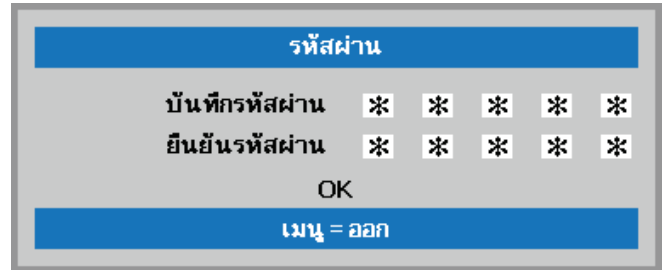 รหัสผ่าน
บันทึกรหัสผ่าน * * * * *
ยืนยันรหัสผ่าน * * * * *
OK
เมนู = ออก